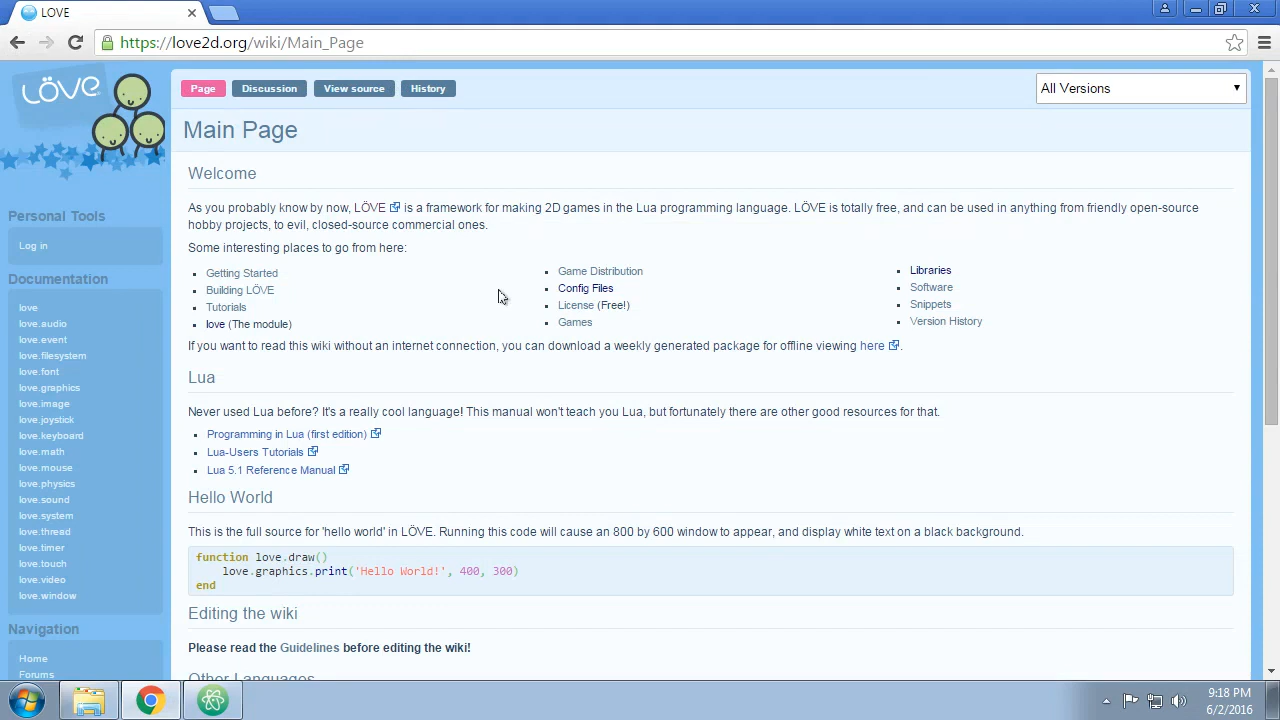 LOVE
https://love2d.org/wiki/Main_Page
LÖVE
Page Discussion View source History All Versions
Main Page
Personal Tools
Log in
Documentation
love
love.audio
love.event
love.filesystem
love.font
love.graphics
love.image
love.joystick
love.keyboard
love.math
love.mouse
love.physics
love.sound
love.system
love.thread
love.timer
love.touch
love.video
love.window
Navigation
Home
Forums
Welcome
As you probably know by now, LÖVE is a framework for making 2D games in the Lua programming language. LÖVE is totally free, and can be used in anything from friendly open-source
hobby projects, to evil, closed-source commercial ones.
Some interesting places to go from here:
Getting Started
Building LÖVE
Tutorials
love (The module)
Game Distribution
Config Files
License (Free!)
Games
Libraries
Software
Snippets
Version History
If you want to read this wiki without an internet connection, you can download a weekly generated package for offline viewing here .
Lua
Never used Lua before? It's a really cool language! This manual won't teach you Lua, but fortunately there are other good resources for that.
Programming in Lua (first edition)
Lua-Users Tutorials
Lua 5.1 Reference Manual
Hello World
This is the full source for 'hello world' in LÖVE. Running this code will cause an 800 by 600 window to appear, and display white text on a black background.
function love.draw()
love.graphics.print('Hello World!', 400, 300)
end
Editing the wiki
Please read the Guidelines before editing the wiki!
Other Languages
9:18 PM
6/2/2016